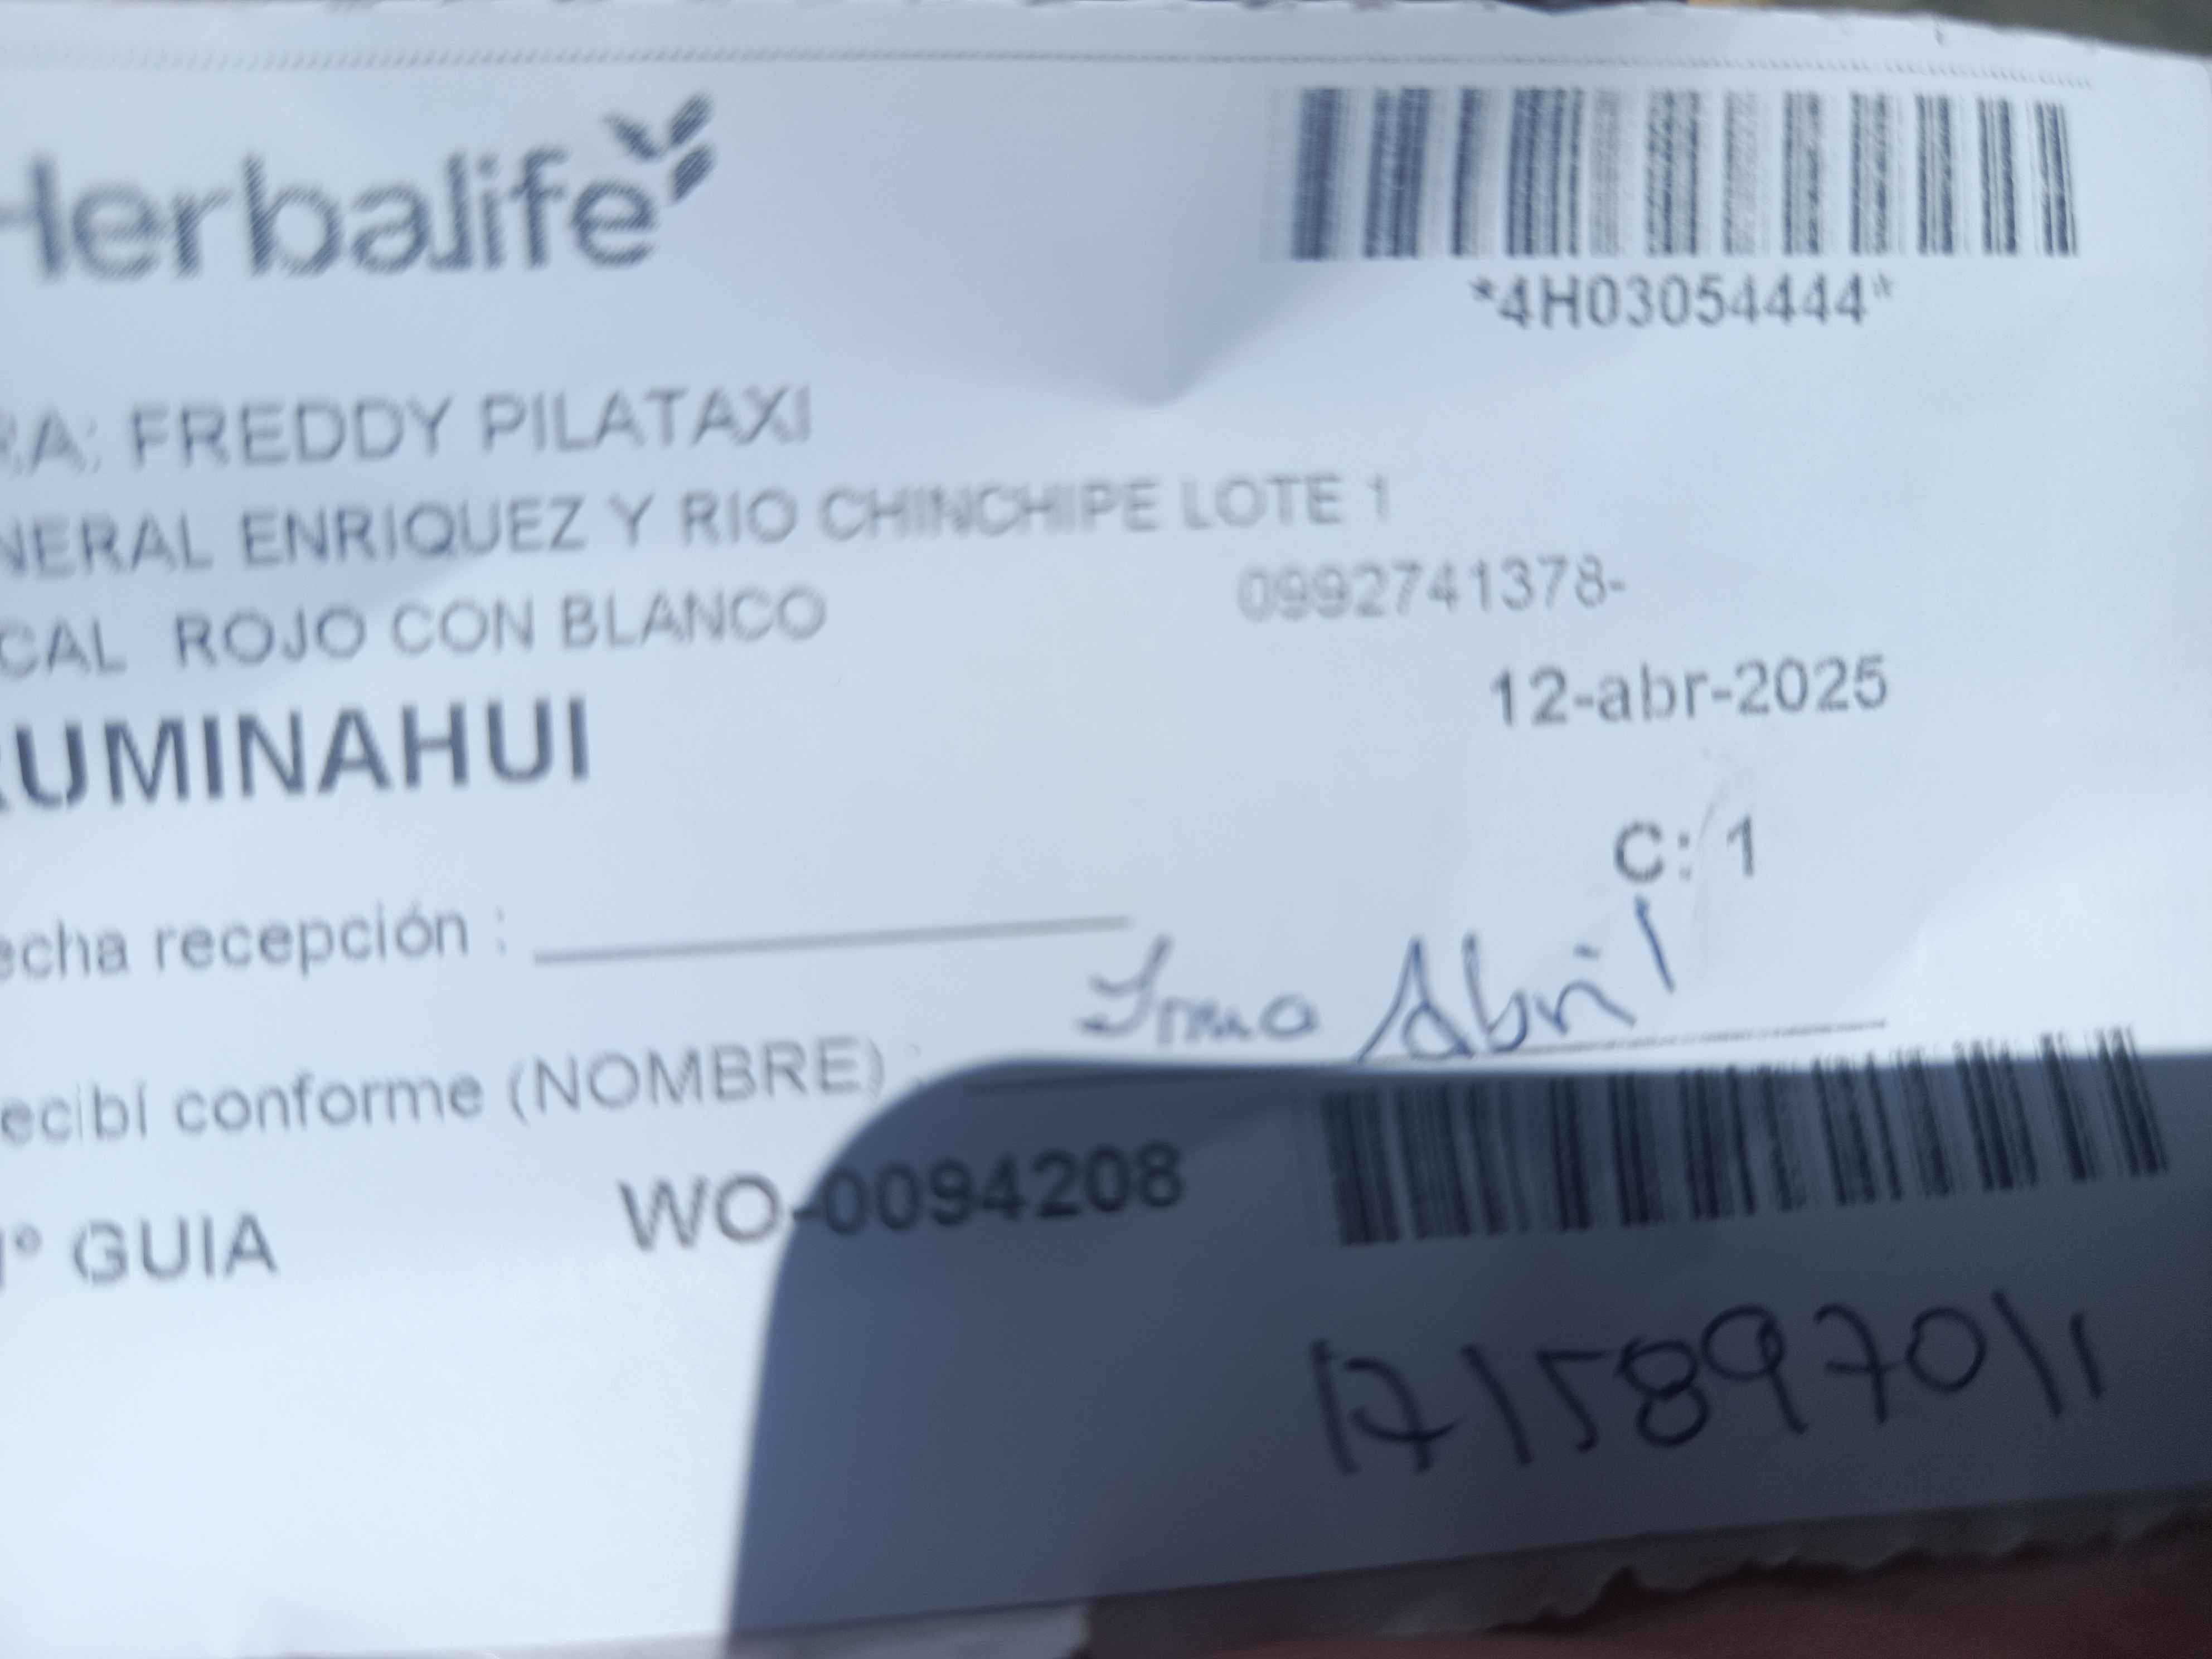 Herbalife
*4H03054444*
RA: FREDDY PILATAXI
NERAL ENRIQUEZ Y RIO CHINCHIPE LOTE 1
CAL ROJO CON BLANCO 0992741378-
12-abr-2025
RUMINAHUI
C: 1
echa recepción :
Irma Abril
ecibí conforme (NOMBRE) :
N° GUIA WO-0094208
1715897011